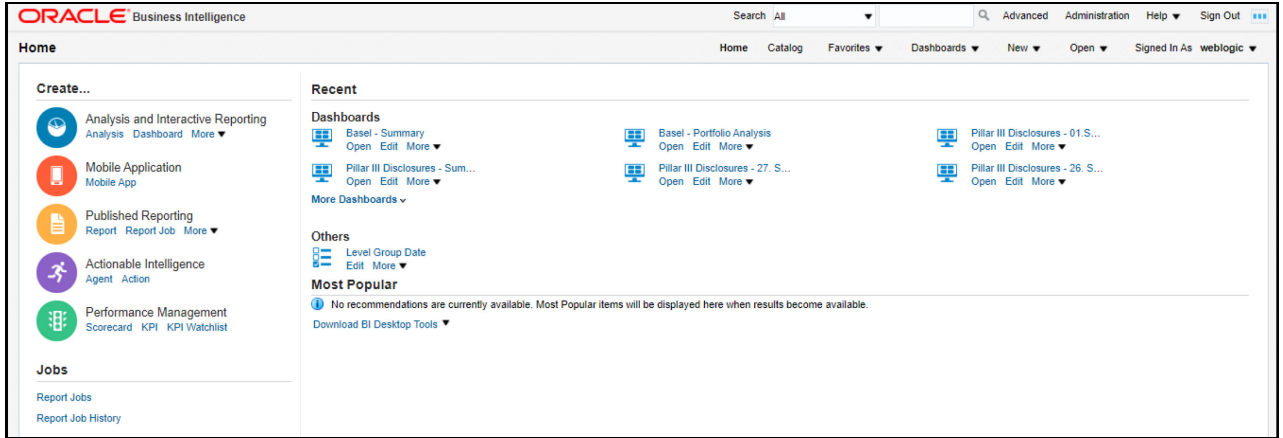 ORACLE Business Intelligence
Search All Advanced Administration Help Sign Out
Home
Home Catalog Favorites Dashboards New Open Signed In As weblogic
Create...
Analysis and Interactive Reporting
Analysis Dashboard More
Mobile Application
Mobile App
Published Reporting
Report Report Job More
Actionable Intelligence
Agent Action
Performance Management
Scorecard KPI KPI Watchlist
Jobs
Report Jobs
Report Job History
Recent
Dashboards
Basel - Summary
Open Edit More
Basel - Portfolio Analysis
Open Edit More
Pillar III Disclosures - 01.S...
Open Edit More
Pillar III Disclosures - Sum...
Open Edit More
Pillar III Disclosures - 27. S...
Open Edit More
Pillar III Disclosures - 26. S...
Open Edit More
More Dashboards
Others
Level Group Date
Edit More
Most Popular
No recommendations are currently available. Most Popular items will be displayed here when results become available.
Download BI Desktop Tools